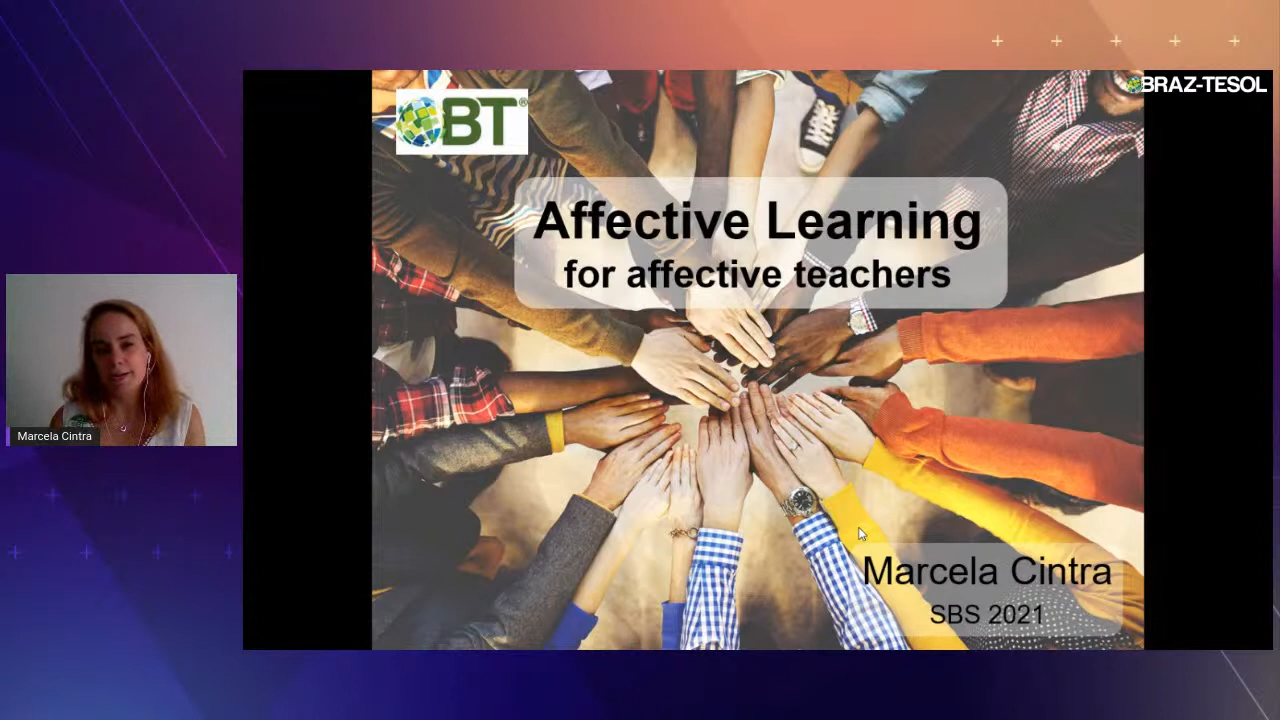 BRAZ-TESOL
BT®
Affective Learning
for affective teachers
Marcela Cintra
Marcela Cintra
SBS 2021